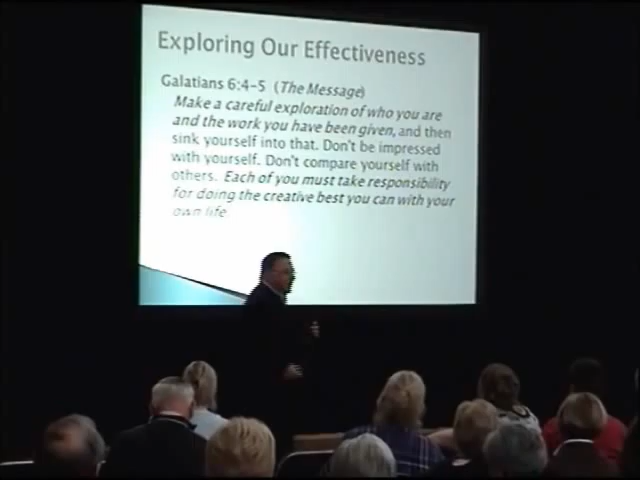 Exploring Our Effectiveness
Galatians 6:4-5 (The Message)
Make a careful exploration of who you are
and the work you have been given, and then
sink yourself into that. Don't be impressed
with yourself. Don't compare yourself with
others. Each of you must take responsibility
for doing the creative best you can with your
own life